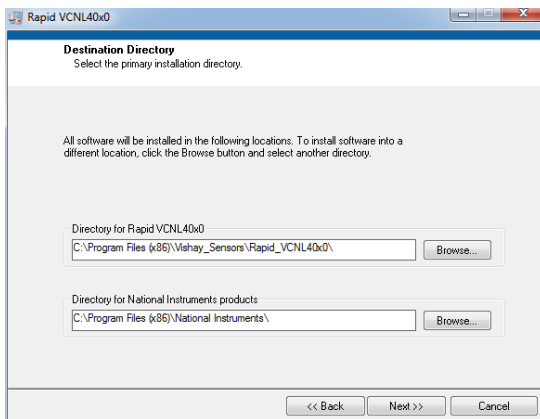 Rapid VCNL40x0
Destination Directory
Select the primary installation directory.
All software will be installed in the following locations. To install software into a
different location, click the Browse button and select another directory.
Directory for Rapid VCNL40x0
C:\Program Files (x86)\Vishay_Sensors\Rapid_VCNL40x0\
Browse...
Directory for National Instruments products
C:\Program Files (x86)\National Instruments\
Browse...
<< Back
Next >>
Cancel